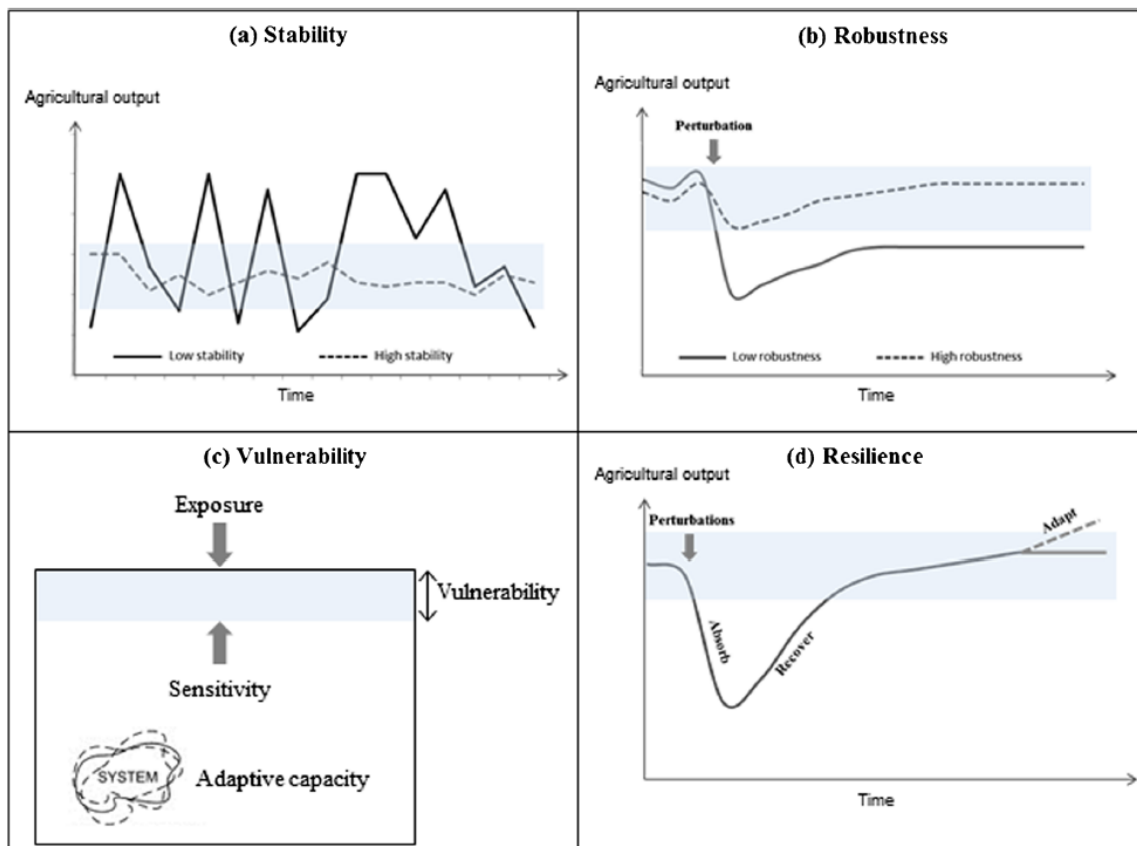 (a) Stability
Agricultural output
Low stability
High stability
Time
(b) Robustness
Agricultural output
Perturbation
Low robustness
High robustness
Time
(c) Vulnerability
Exposure
Vulnerability
Sensitivity
SYSTEM
Adaptive capacity
(d) Resilience
Agricultural output
Perturbations
Adapt
Absorb
Recover
Time